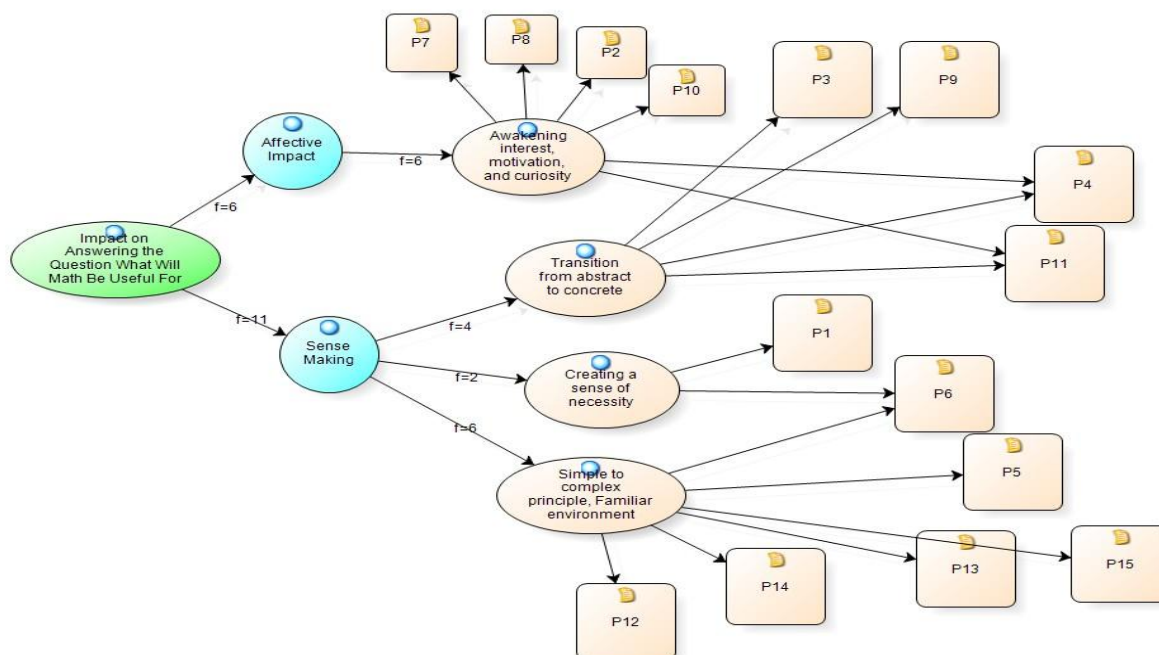 P7
P8
P2
P10
P3
P9
Affective
Impact
f=6
Awakening
interest,
motivation,
and curiosity
P4
f=6
Impact on
Answering the
Question What Will
Math Be Useful For
Transition
from abstract
to concrete
P11
f=11
Sense
Making
f=4
P1
f=2
Creating a
sense of
necessity
P6
f=6
Simple to
complex
principle, Familiar
environment
P5
P13
P15
P14
P12